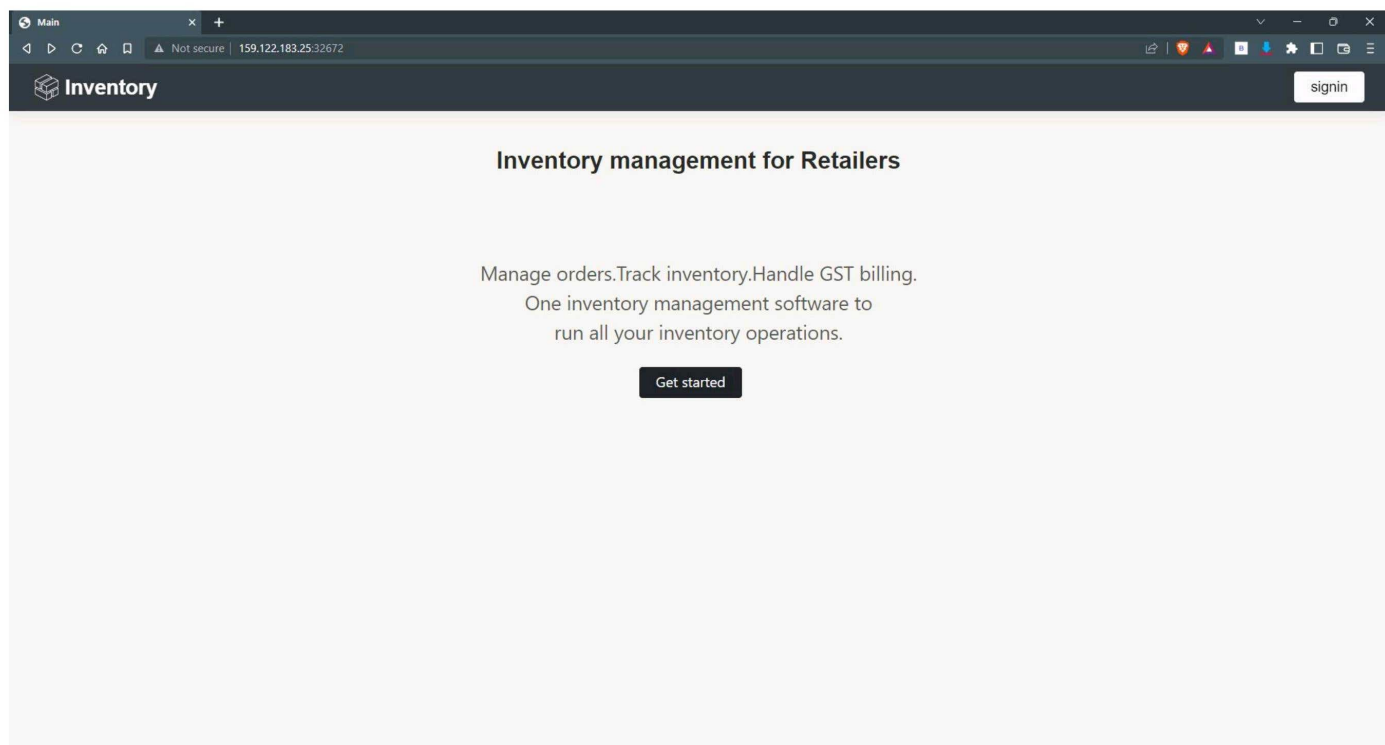 Main
Not secure | 159.122.183.25:32672
Inventory
signin
Inventory management for Retailers
Manage orders.Track inventory.Handle GST billing.
One inventory management software to
run all your inventory operations.
Get started